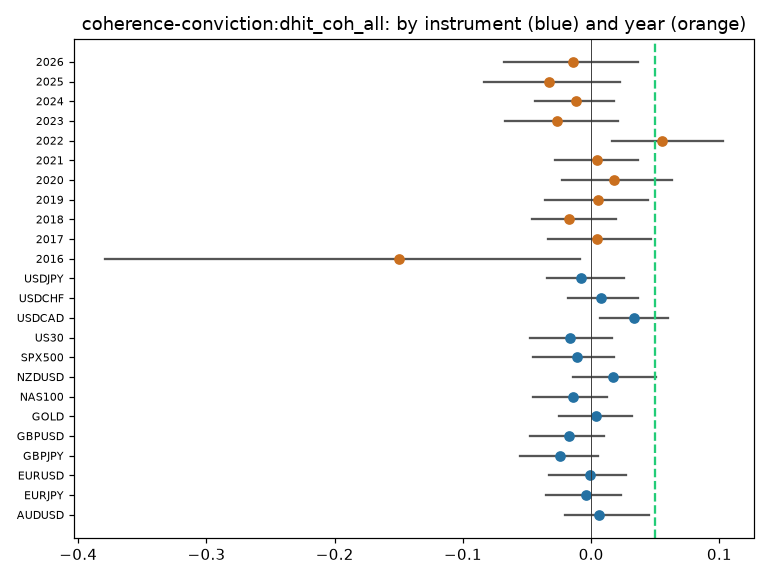 coherence-conviction:dhit_coh_all: by instrument (blue) and year (orange)
2026
2025
2024
2023
2022
2021
2020
2019
2018
2017
2016
USDJPY
USDCHF
USDCAD
US30
SPX500
NZDUSD
NAS100
GOLD
GBPUSD
GBPJPY
EURUSD
EURJPY
AUDUSD
−0.4 −0.3 −0.2 −0.1 0.0 0.1